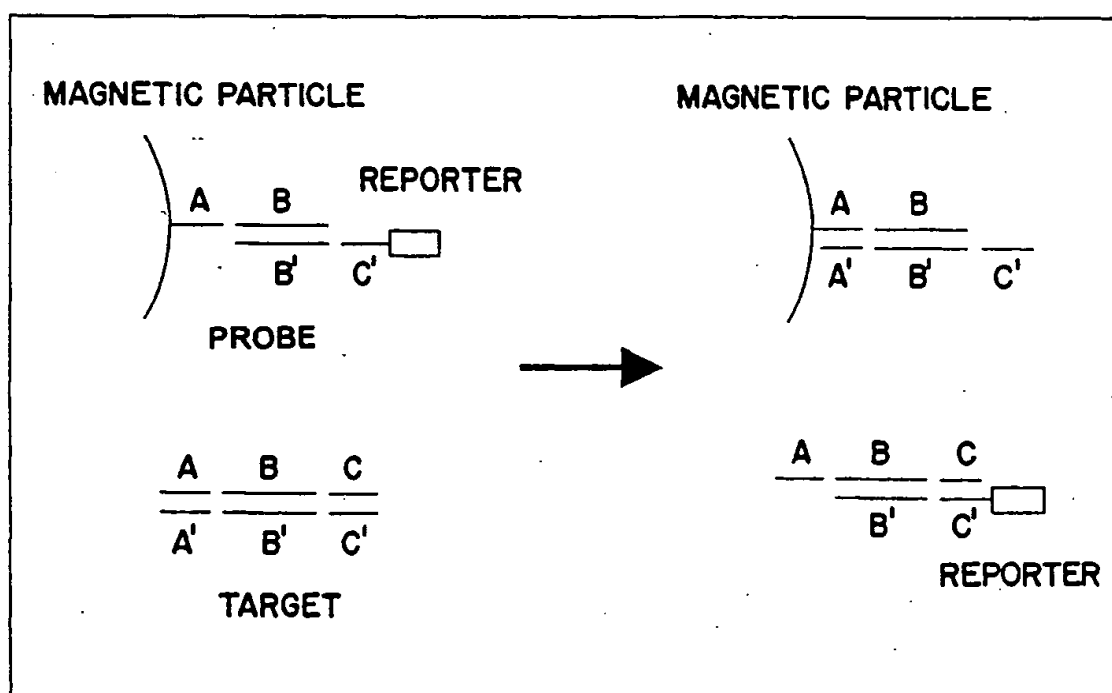 MAGNETIC PARTICLE
A B REPORTER
B' C'
PROBE
A B C
A' B' C'
TARGET
MAGNETIC PARTICLE
A B
A' B' C'
A B C
B' C'
REPORTER